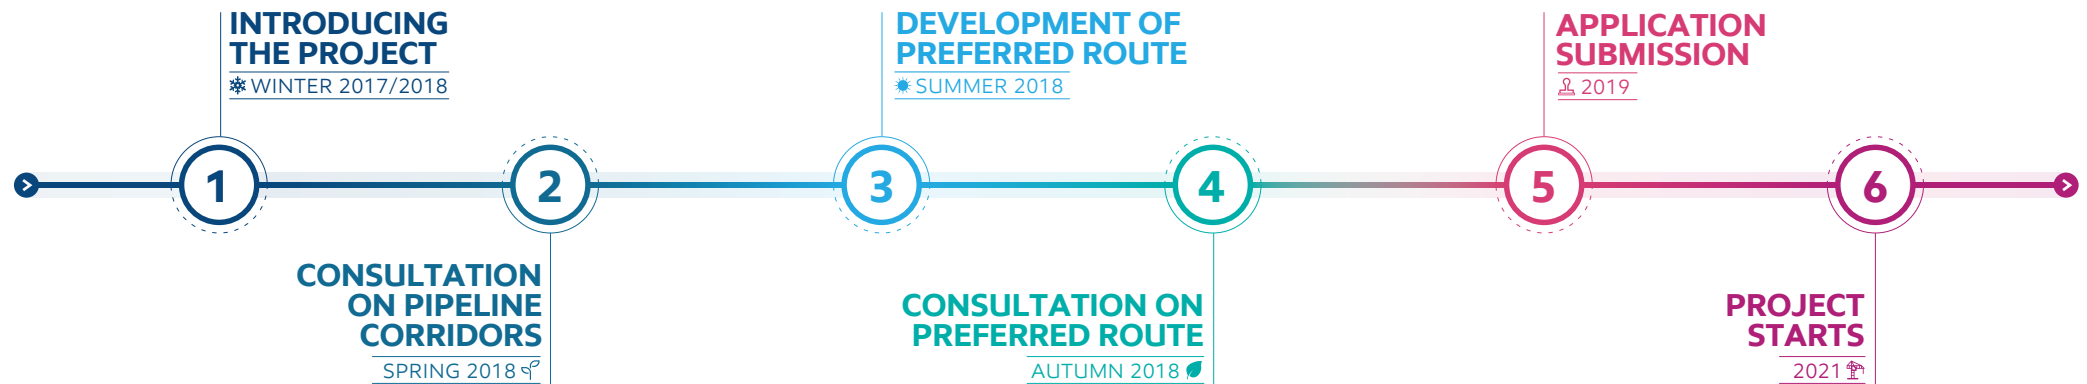 INTRODUCING
THE PROJECT
WINTER 2017/2018
DEVELOPMENT OF
PREFERRED ROUTE
SUMMER 2018
APPLICATION
SUBMISSION
2019
1
2
3
4
5
6
CONSULTATION
ON PIPELINE
CORRIDORS
SPRING 2018
CONSULTATION ON
PREFERRED ROUTE
AUTUMN 2018
PROJECT
STARTS
2021